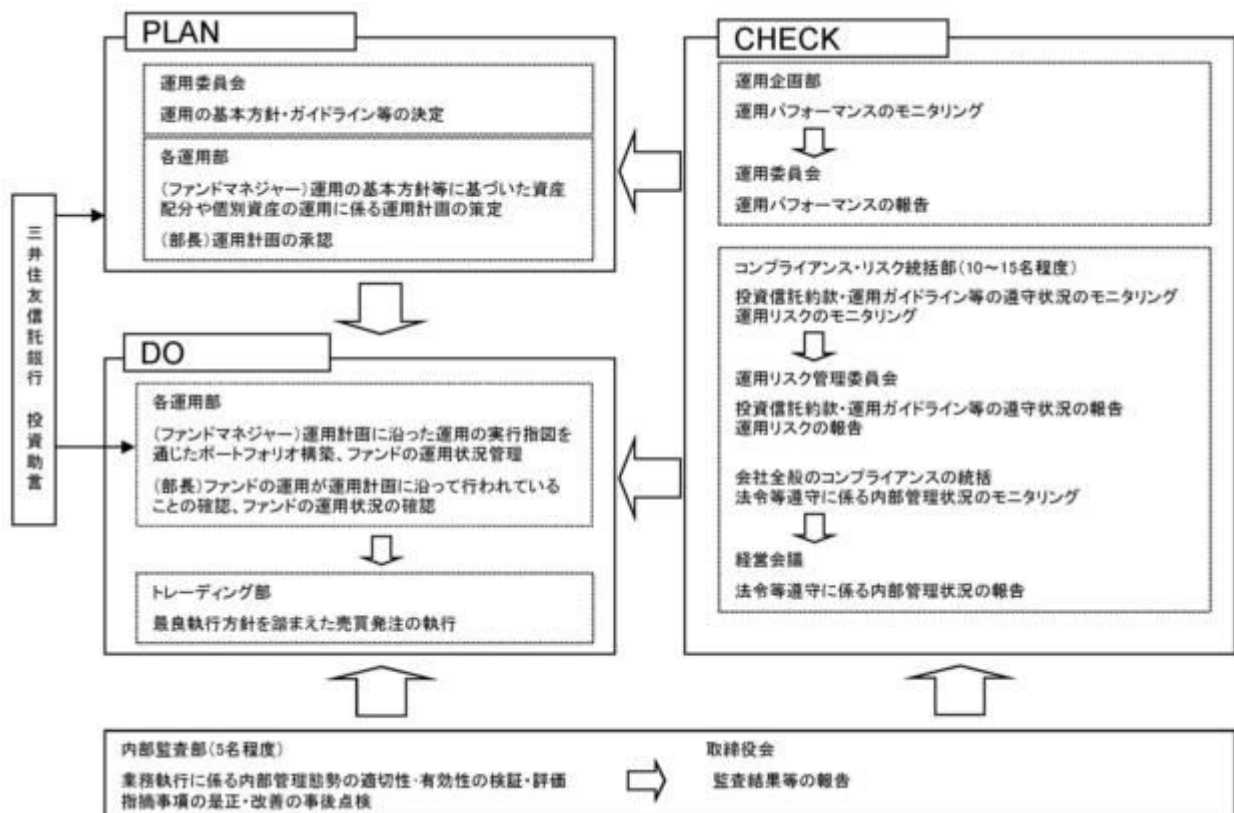 PLAN
運用委員会
運用の基本方針・ガイドライン等の決定
各運用部
(ファンドマネジャー)運用の基本方針等に基づいた資産
配分や個別資産の運用に係る運用計画の策定
(部長)運用計画の承認
三井住友信託銀行 投資助言
DO
各運用部
(ファンドマネジャー)運用計画に沿った運用の実行指図を
通じたポートフォリオ構築、ファンドの運用状況管理
(部長)ファンドの運用が運用計画に沿って行われている
ことの確認、ファンドの運用状況の確認
トレーディング部
最良執行方針を踏まえた売買発注の執行
CHECK
運用企画部
運用パフォーマンスのモニタリング
運用委員会
運用パフォーマンスの報告
コンプライアンス・リスク統括部(10～15名程度)
投資信託約款・運用ガイドライン等の遵守状況のモニタリング
運用リスクのモニタリング
運用リスク管理委員会
投資信託約款・運用ガイドライン等の遵守状況の報告
運用リスクの報告
会社全般のコンプライアンスの統括
法令等遵守に係る内部管理状況のモニタリング
経営会議
法令等遵守に係る内部管理状況の報告
内部監査部(5名程度)
業務執行に係る内部管理態勢の適切性・有効性の検証・評価
指摘事項の是正・改善の事後点検
取締役会
監査結果等の報告